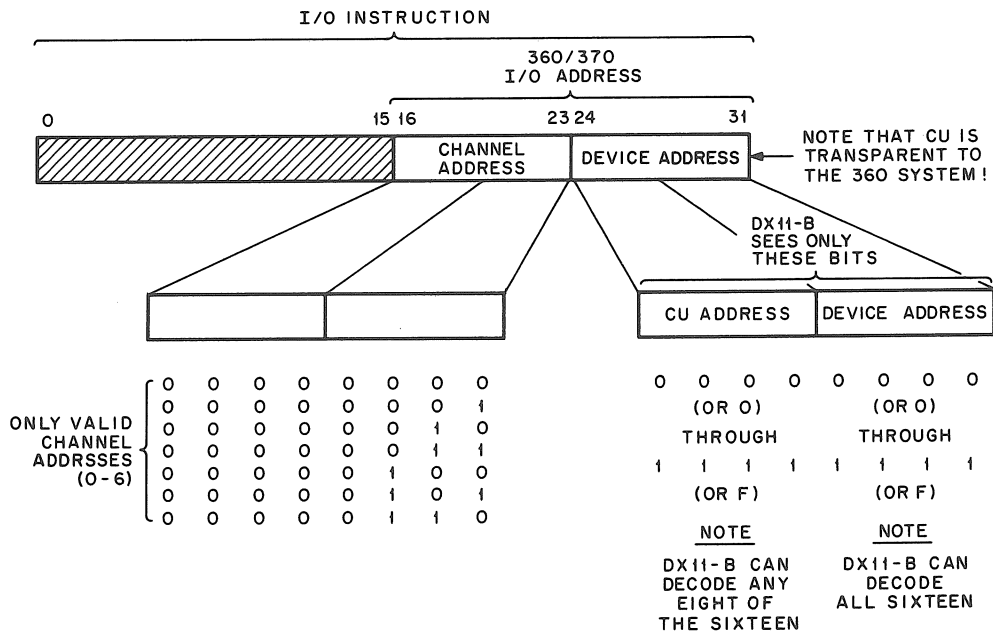 I/O INSTRUCTION
360/370
I/O ADDRESS
0 15 16 23 24 31
CHANNEL
ADDRESS
DEVICE ADDRESS
NOTE THAT CU IS
TRANSPARENT TO
THE 360 SYSTEM!
DX11-B
SEES ONLY
THESE BITS
CU ADDRESS DEVICE ADDRESS
ONLY VALID
CHANNEL
ADDRSSES
(0-6)
0 0 0 0 0 0 0 0
0 0 0 0 0 0 0 1
0 0 0 0 0 0 1 0
0 0 0 0 0 0 1 1
0 0 0 0 0 1 0 0
0 0 0 0 0 1 0 1
0 0 0 0 0 1 1 0
0 0 0 0 0 0 0 0
(OR 0) (OR 0)
THROUGH THROUGH
1 1 1 1 1 1 1 1
(OR F) (OR F)
NOTE
DX11-B CAN
DECODE ANY
EIGHT OF
THE SIXTEEN
NOTE
DX11-B CAN
DECODE
ALL SIXTEEN